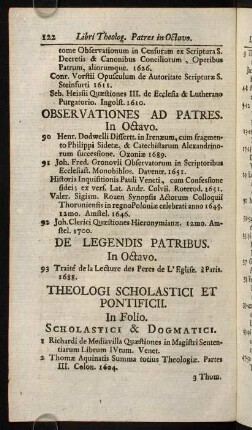 122 Libri Theolog. Patres in Octavo.
tome Observationum in Censuram ex Scriptura S.
Decretis & Canonibus Conciliorum, Operibus
Patrum, aliorumque. 1626.
Conr. Vorstii Opusculum de Autoritate Scripturæ S.
Steinfurti 1611.
Seb. Heissii Quæstiones III. de Ecclesia & Lutherano
Purgatorio. Ingolst. 1610.
OBSERVATIONES AD PATRES.
In Octavo.
90 Henr. Dodwelli Dissert. in Irenæum, cum fragmen-
to Philippi Sidetæ, & Catechistarum Alexandrino-
rum successione. Oxoniæ 1689.
91 Joh. Fred. Gronovii Observatorum in Scriptoribus
Ecclesiast. Monobiblos. Davent. 1651.
Historia Inquisitionis Pauli Veneti, cum Confessione
fidei; ex vers. Lat. Andr. Colvii. Roterod. 1651.
Valer. Sigism. Rozen Synopsis Actorum Colloquii
Thoroniensis in regno Poloniæ celebrati anno 1645.
12mo. Amstel. 1646.
92 Joh. Clerici Quæstiones Hieronymianæ. 12mo. Am-
stel. 1700.
DE LEGENDIS PATRIBUS.
In Octavo.
93 Traité de la Lecture des Peres de L'Eglise. à Paris.
1688.
THEOLOGI SCHOLASTICI ET
PONTIFICII.
In Folio.
SCHOLASTICI & DOGMATICI.
1 Richardi de Mediavilla Quæstiones in Magistri Senten-
tiarum Librum IVtum. Venet.
2 Thomæ Aquinatis Summa totius Theologiæ. Partes
III. Colon. 1604.
3 Thom.